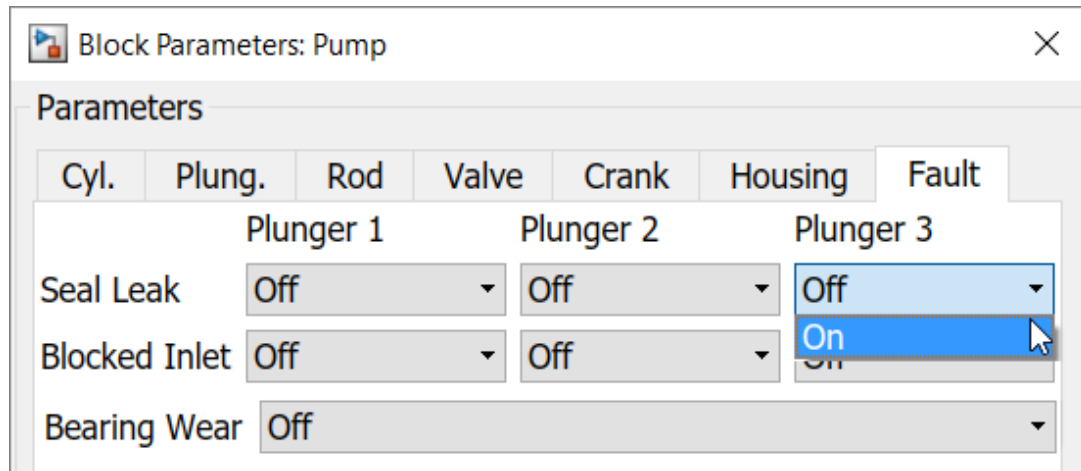 Block Parameters: Pump
Parameters
Cyl. Plung. Rod Valve Crank Housing Fault
Plunger 1 Plunger 2 Plunger 3
Seal Leak Off Off Off
On
Blocked Inlet Off Off
Bearing Wear Off